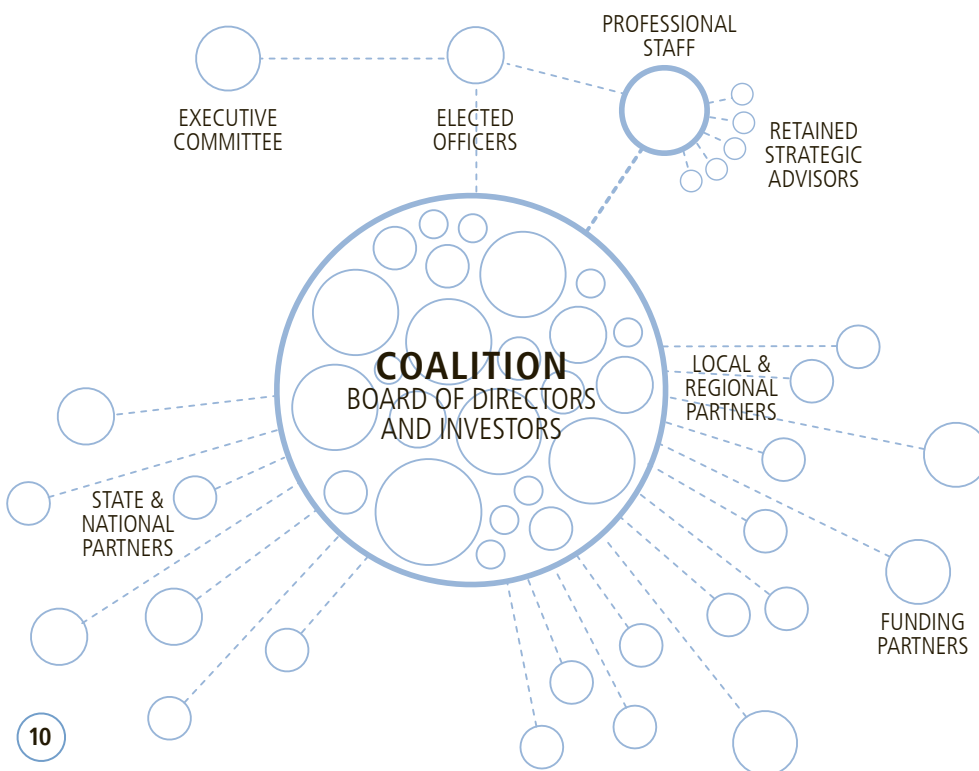 PROFESSIONAL
STAFF
EXECUTIVE
COMMITTEE
ELECTED
OFFICERS
RETAINED
STRATEGIC
ADVISORS
COALITION
BOARD OF DIRECTORS
AND INVESTORS
LOCAL &
REGIONAL
PARTNERS
STATE &
NATIONAL
PARTNERS
FUNDING
PARTNERS
10